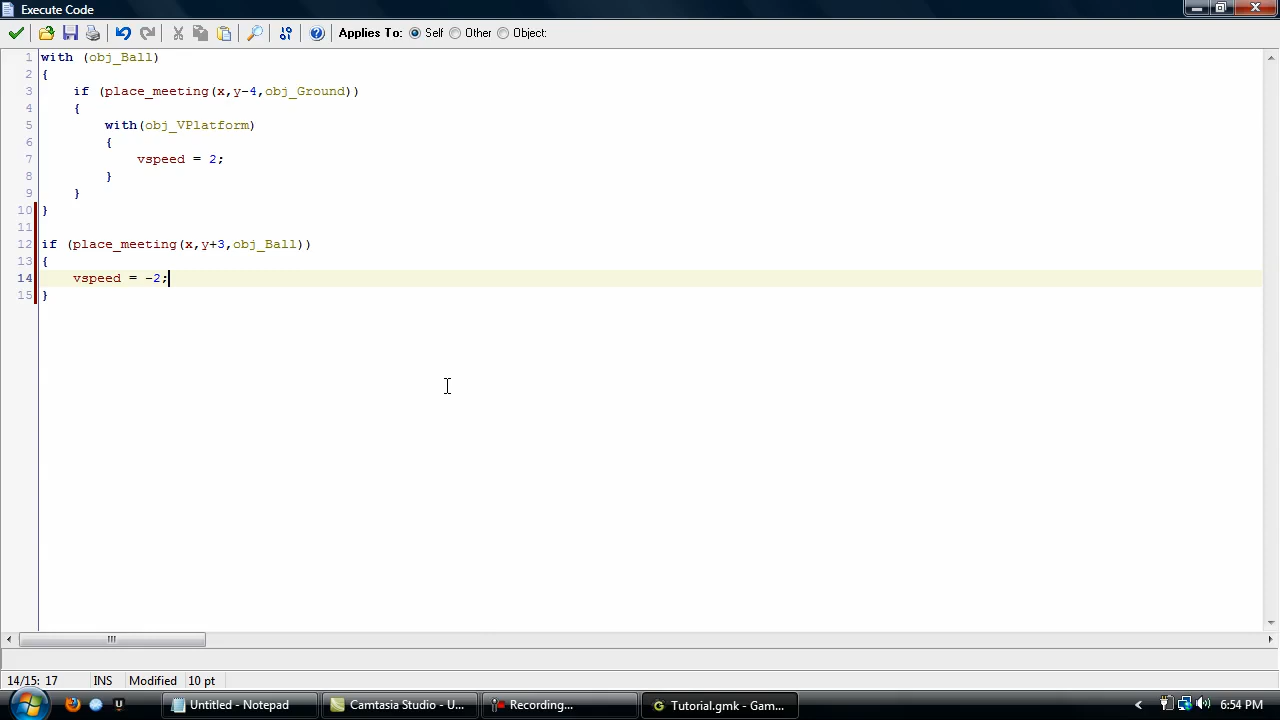 Execute Code
Applies To: Self Other Object:
1 with (obj_Ball)
2 {
3 if (place_meeting(x,y-4,obj_Ground))
4 {
5 with(obj_VPlatform)
6 {
7 vspeed = 2;
8 }
9 }
10 }
11
12 if (place_meeting(x,y+3,obj_Ball))
13 {
14 vspeed = -2;
15 }
14/15: 17 INS Modified 10 pt
Untitled - Notepad Camtasia Studio - U... Recording... Tutorial.gmk - Gam... 6:54 PM